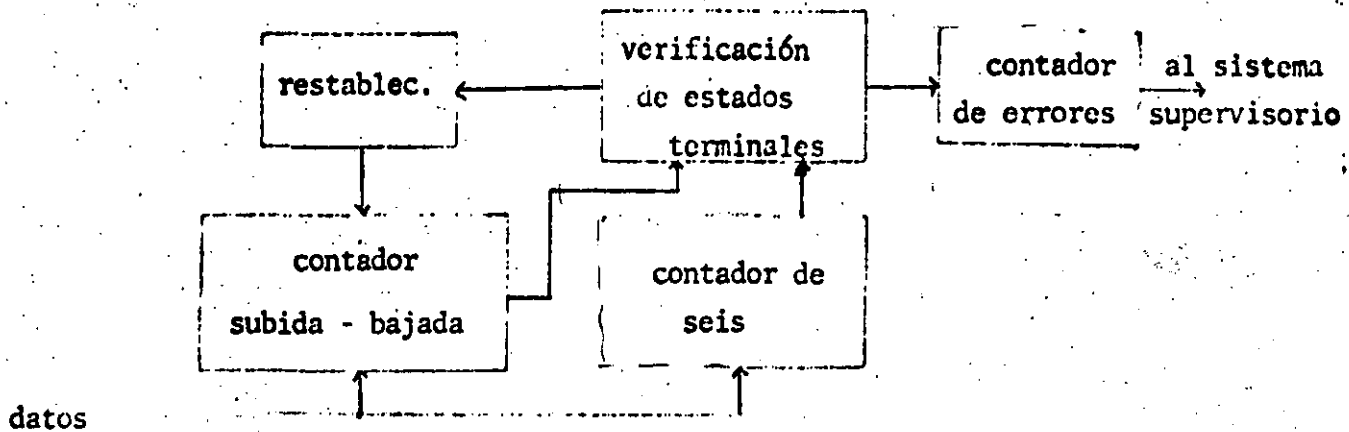 restablec.
verificación
de estados
terminales
contador
de errores
al sistema
supervisorio
contador
subida - bajada
contador de
seis
datos